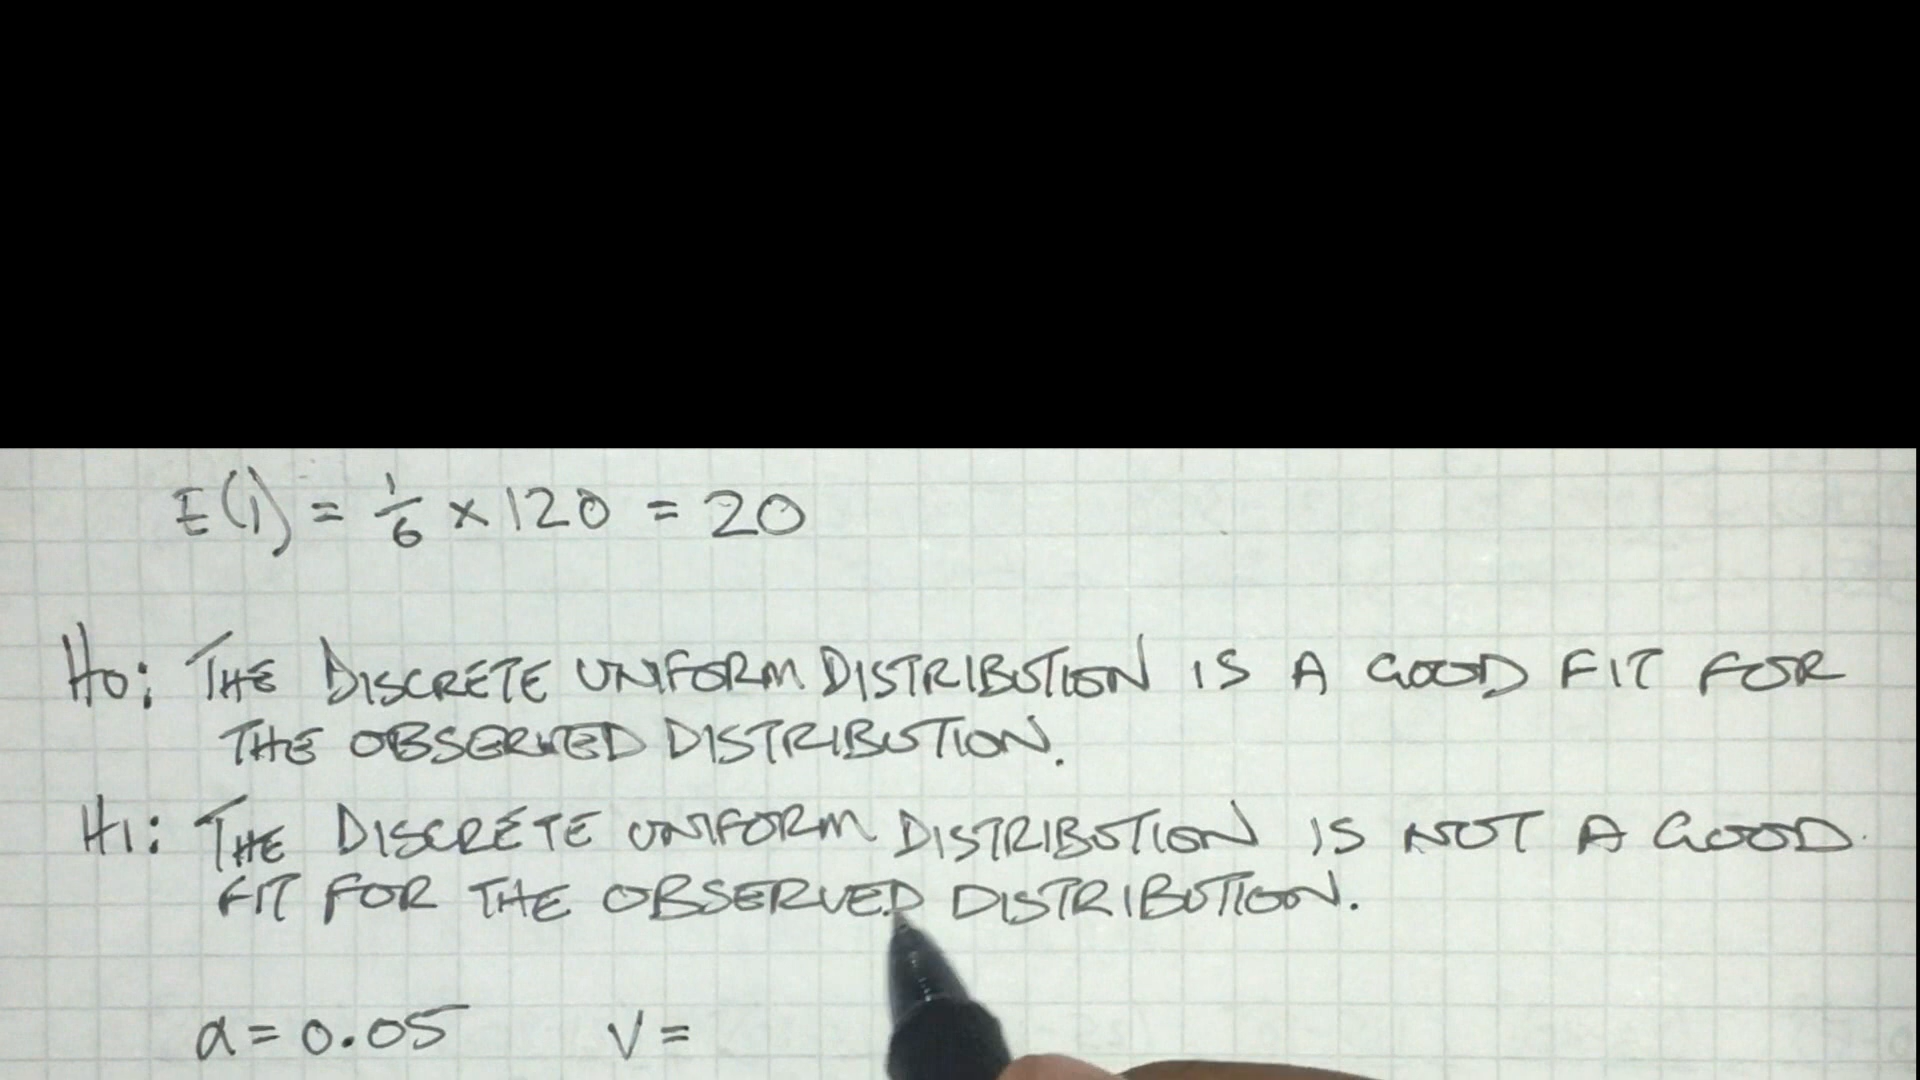 E(1) = 1/6 × 120 = 20
H0: THE DISCRETE UNIFORM DISTRIBUTION IS A GOOD FIT FOR
THE OBSERVED DISTRIBUTION.
H1: THE DISCRETE UNIFORM DISTRIBUTION IS NOT A GOOD
FIT FOR THE OBSERVED DISTRIBUTION.
α = 0.05 ν =